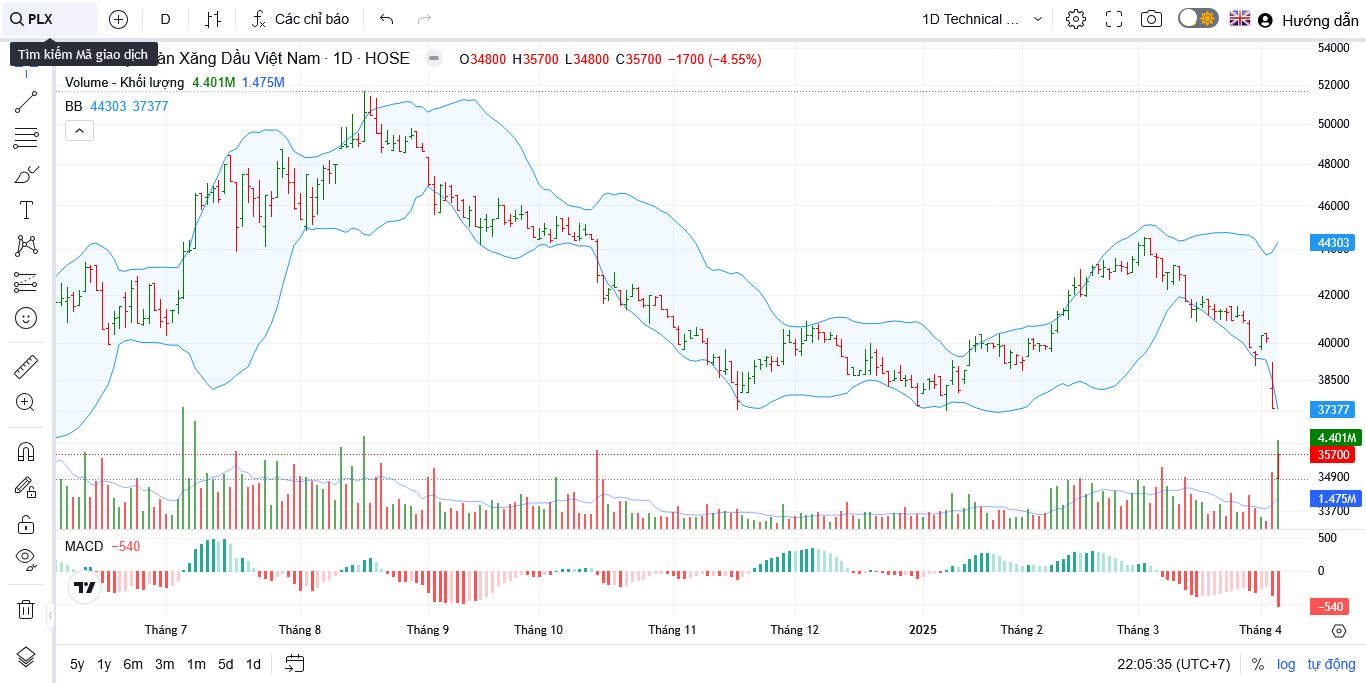 PLX
D
Các chỉ báo
1D Technical ...
Hướng dẫn
Tìm kiếm Mã giao dịch
àn Xăng Dầu Việt Nam · 1D · HOSE
O34800 H35700 L34800 C35700 −1700 (−4.55%)
Volume - Khối lượng 4.401M 1.475M
BB 44303 37377
54000
52000
50000
48000
46000
44303
42000
40000
38500
37377
4.401M
35700
34900
1.475M
33700
MACD −540
500
0
−540
Tháng 7
Tháng 8
Tháng 9
Tháng 10
Tháng 11
Tháng 12
2025
Tháng 2
Tháng 3
Tháng 4
5y 1y 6m 3m 1m 5d 1d
22:05:35 (UTC+7)
% log tự động